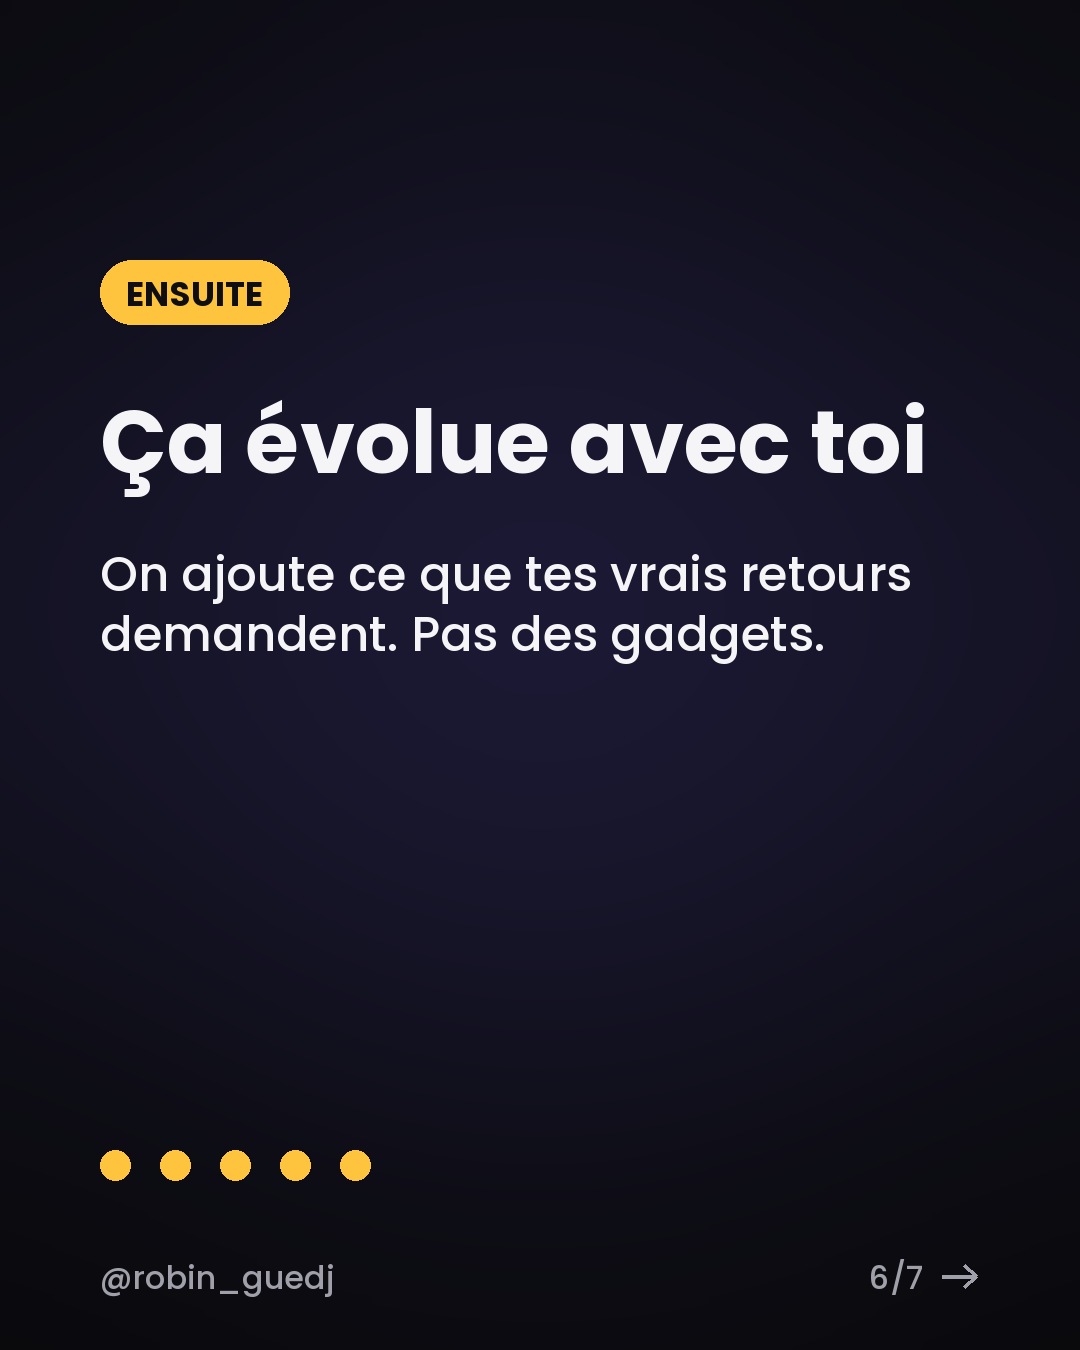 ENSUITE
Ça évolue avec toi
On ajoute ce que tes vrais retours
demandent. Pas des gadgets.
@robin_guedj
6/7 →